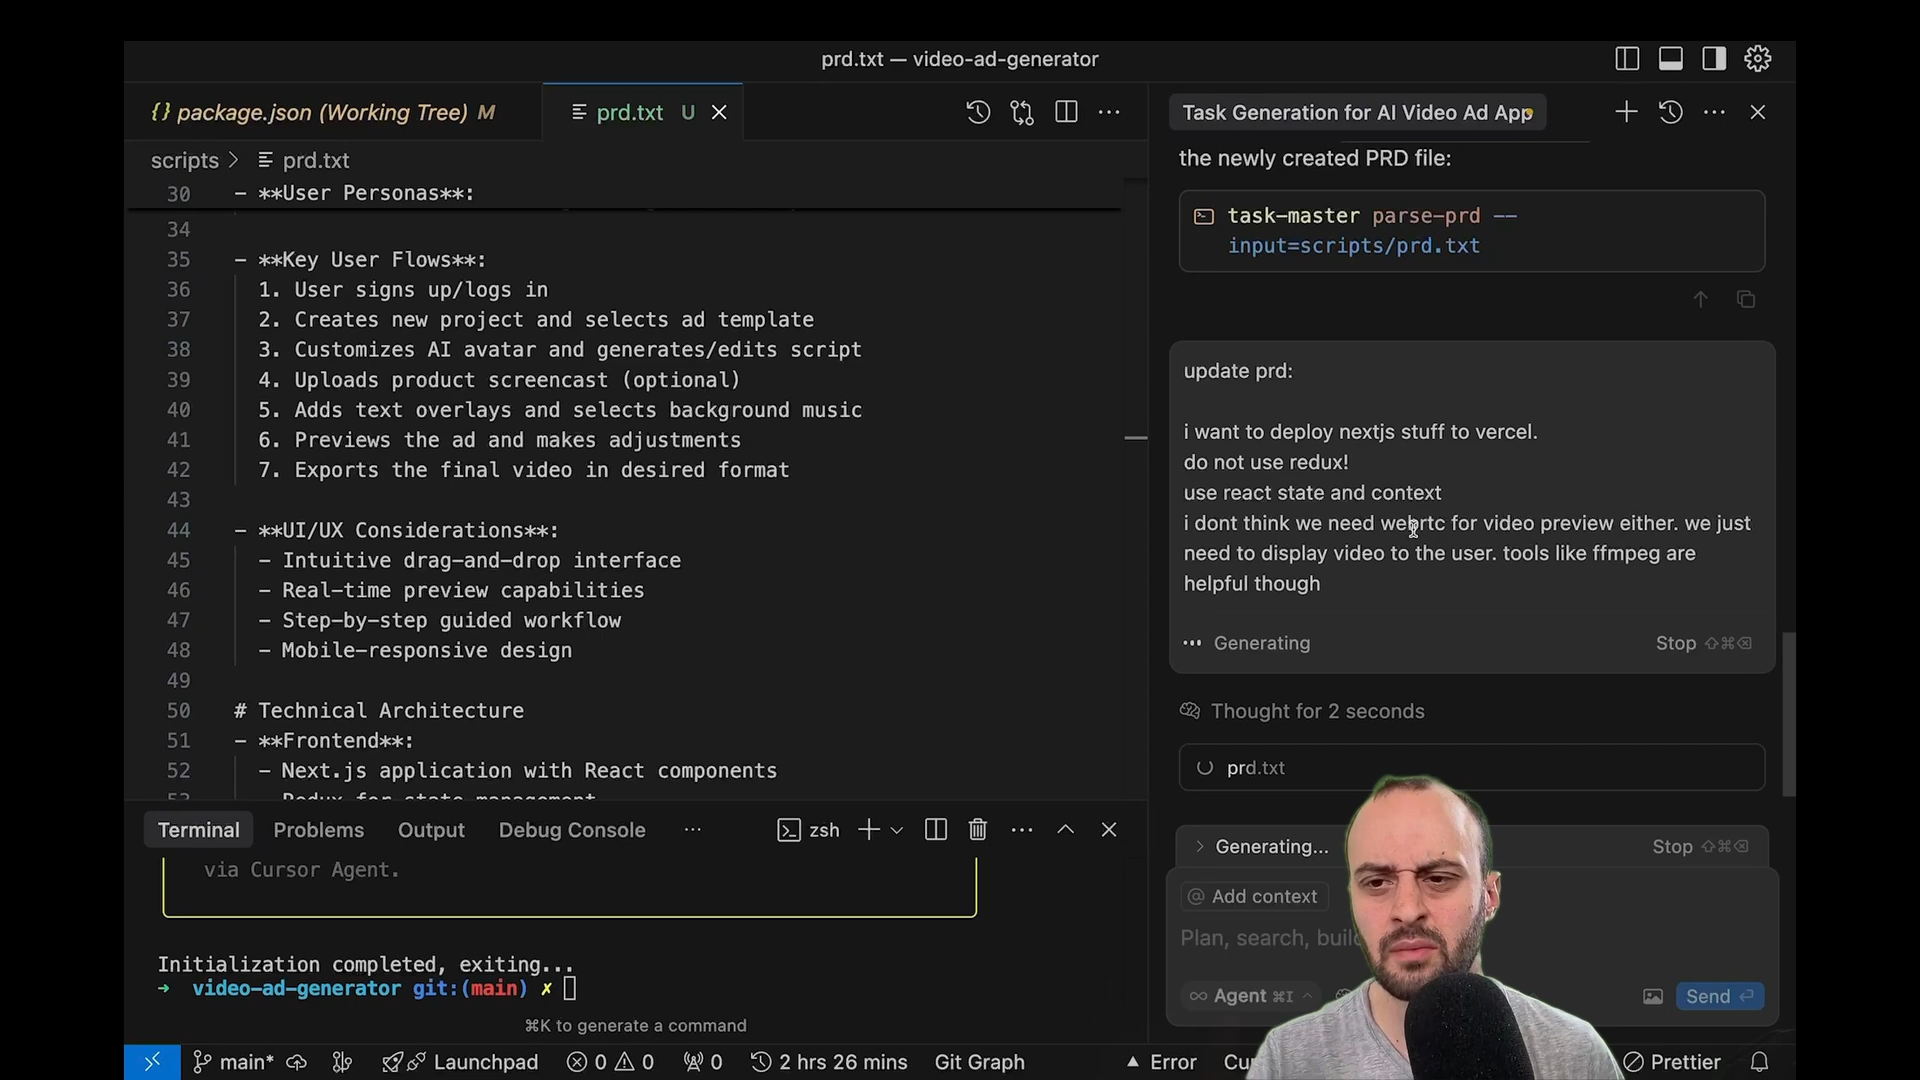 prd.txt — video-ad-generator
{} package.json (Working Tree) M
prd.txt U
Task Generation for AI Video Ad App
scripts > prd.txt
30 - **User Personas**:
34
35 - **Key User Flows**:
36 1. User signs up/logs in
37 2. Creates new project and selects ad template
38 3. Customizes AI avatar and generates/edits script
39 4. Uploads product screencast (optional)
40 5. Adds text overlays and selects background music
41 6. Previews the ad and makes adjustments
42 7. Exports the final video in desired format
43
44 - **UI/UX Considerations**:
45 - Intuitive drag-and-drop interface
46 - Real-time preview capabilities
47 - Step-by-step guided workflow
48 - Mobile-responsive design
49
50 # Technical Architecture
51 - **Frontend**:
52 - Next.js application with React components
53 - Redux for state management
the newly created PRD file:
task-master parse-prd --
input=scripts/prd.txt
update prd:
i want to deploy nextjs stuff to vercel.
do not use redux!
use react state and context
i dont think we need webrtc for video preview either. we just
need to display video to the user. tools like ffmpeg are
helpful though
Generating
Stop ⇧⌘⌫
Thought for 2 seconds
prd.txt
> Generating...
Stop ⇧⌘⌫
@ Add context
Plan, search, build
∞ Agent ⌘I
Send
Terminal
Problems
Output
Debug Console
zsh
via Cursor Agent.
Initialization completed, exiting...
→ video-ad-generator git:(main) ✗
⌘K to generate a command
main*
Launchpad
0 0
0
2 hrs 26 mins
Git Graph
Error
Prettier